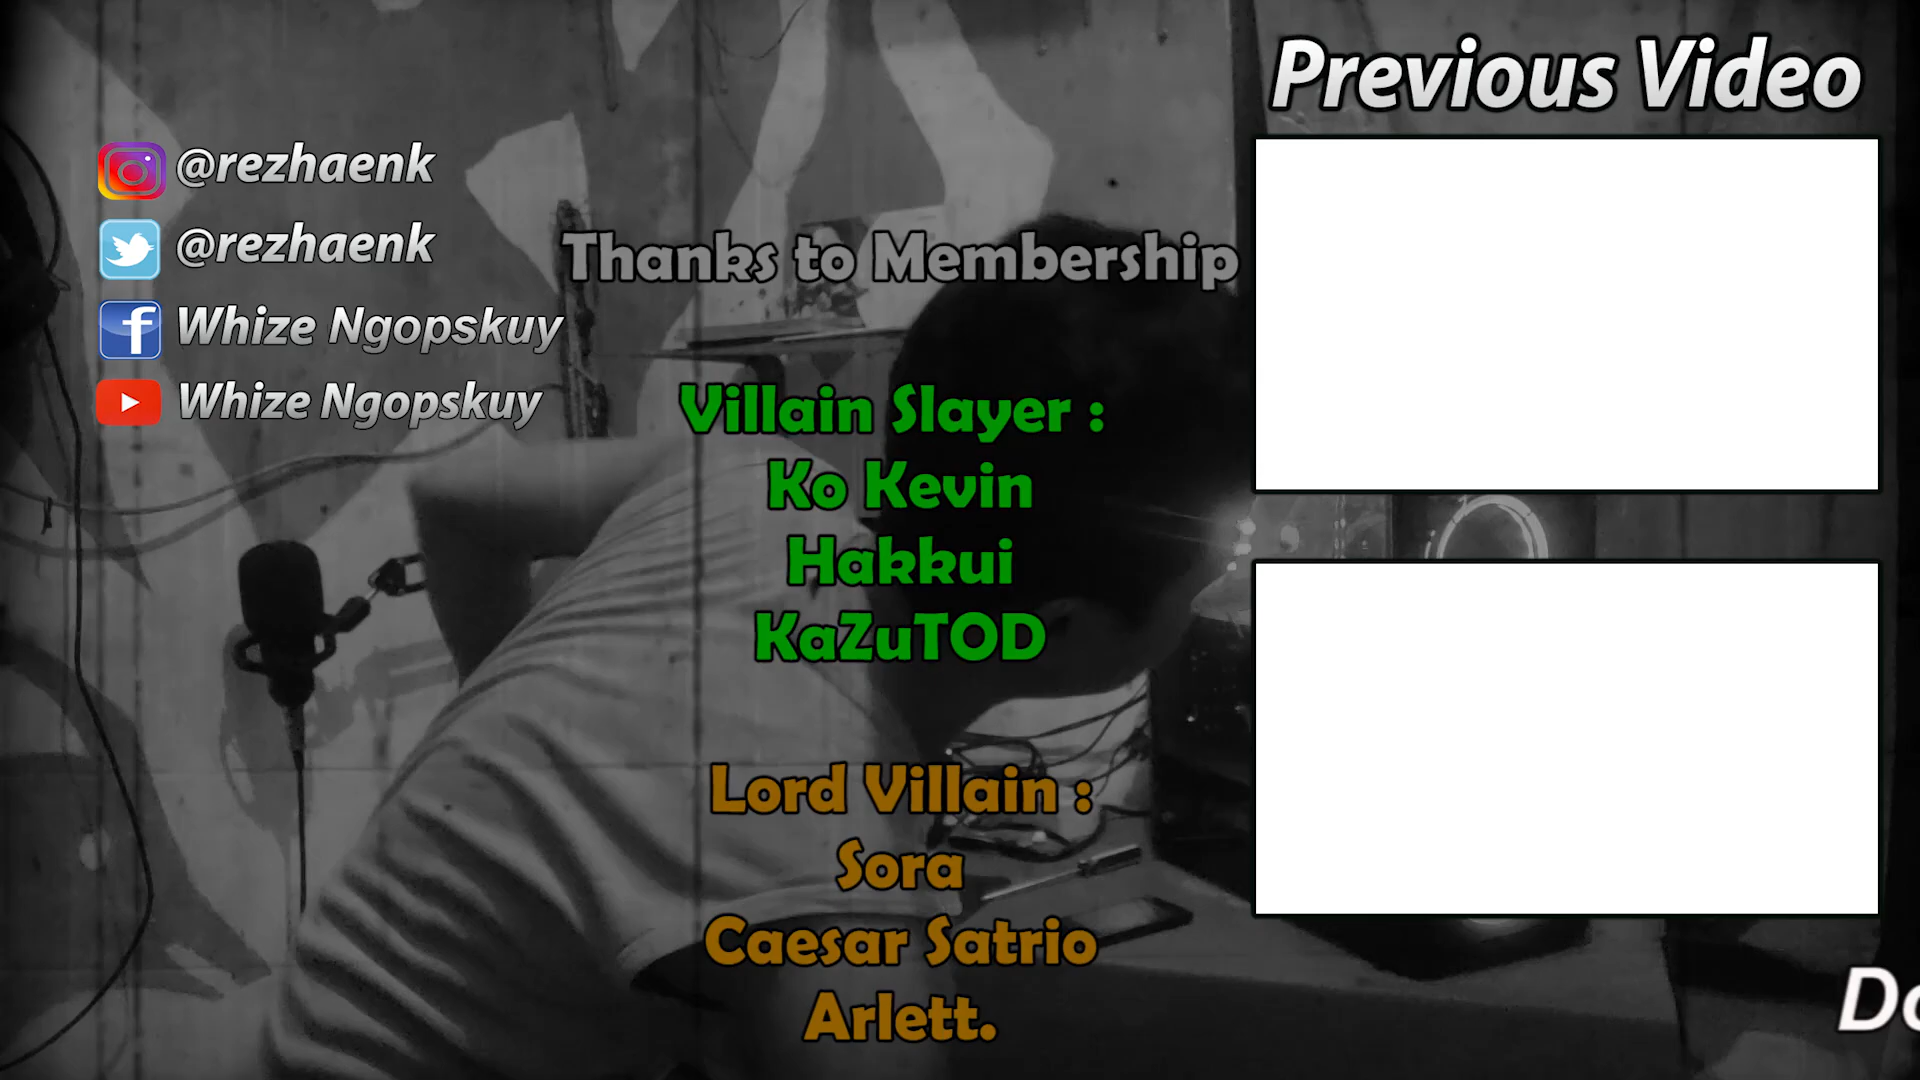 Previous Video
@rezhaenk
@rezhaenk
Whize Ngopskuy
Whize Ngopskuy
Thanks to Membership
Villain Slayer :
Ko Kevin
Hakkui
KaZuTOD
Lord Villain :
Sora
Caesar Satrio
Arlett.